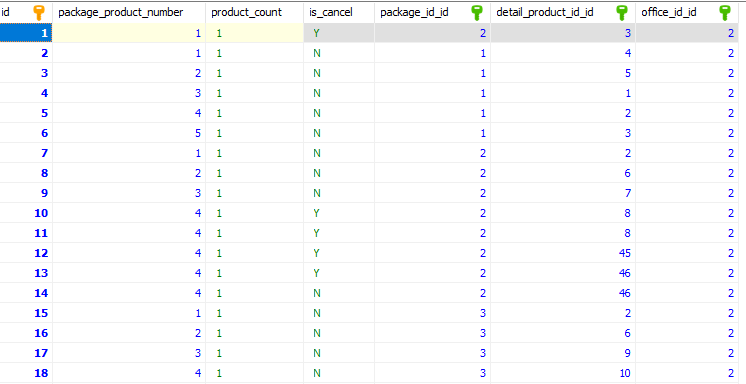 id package_product_number product_count is_cancel package_id_id detail_product_id_id office_id_id
1 1 1 Y 2 3 2
2 1 1 N 1 4 2
3 2 1 N 1 5 2
4 3 1 N 1 1 2
5 4 1 N 1 2 2
6 5 1 N 1 3 2
7 1 1 N 2 2 2
8 2 1 N 2 6 2
9 3 1 N 2 7 2
10 4 1 Y 2 8 2
11 4 1 Y 2 8 2
12 4 1 Y 2 45 2
13 4 1 Y 2 46 2
14 4 1 N 2 46 2
15 1 1 N 3 2 2
16 2 1 N 3 6 2
17 3 1 N 3 9 2
18 4 1 N 3 10 2